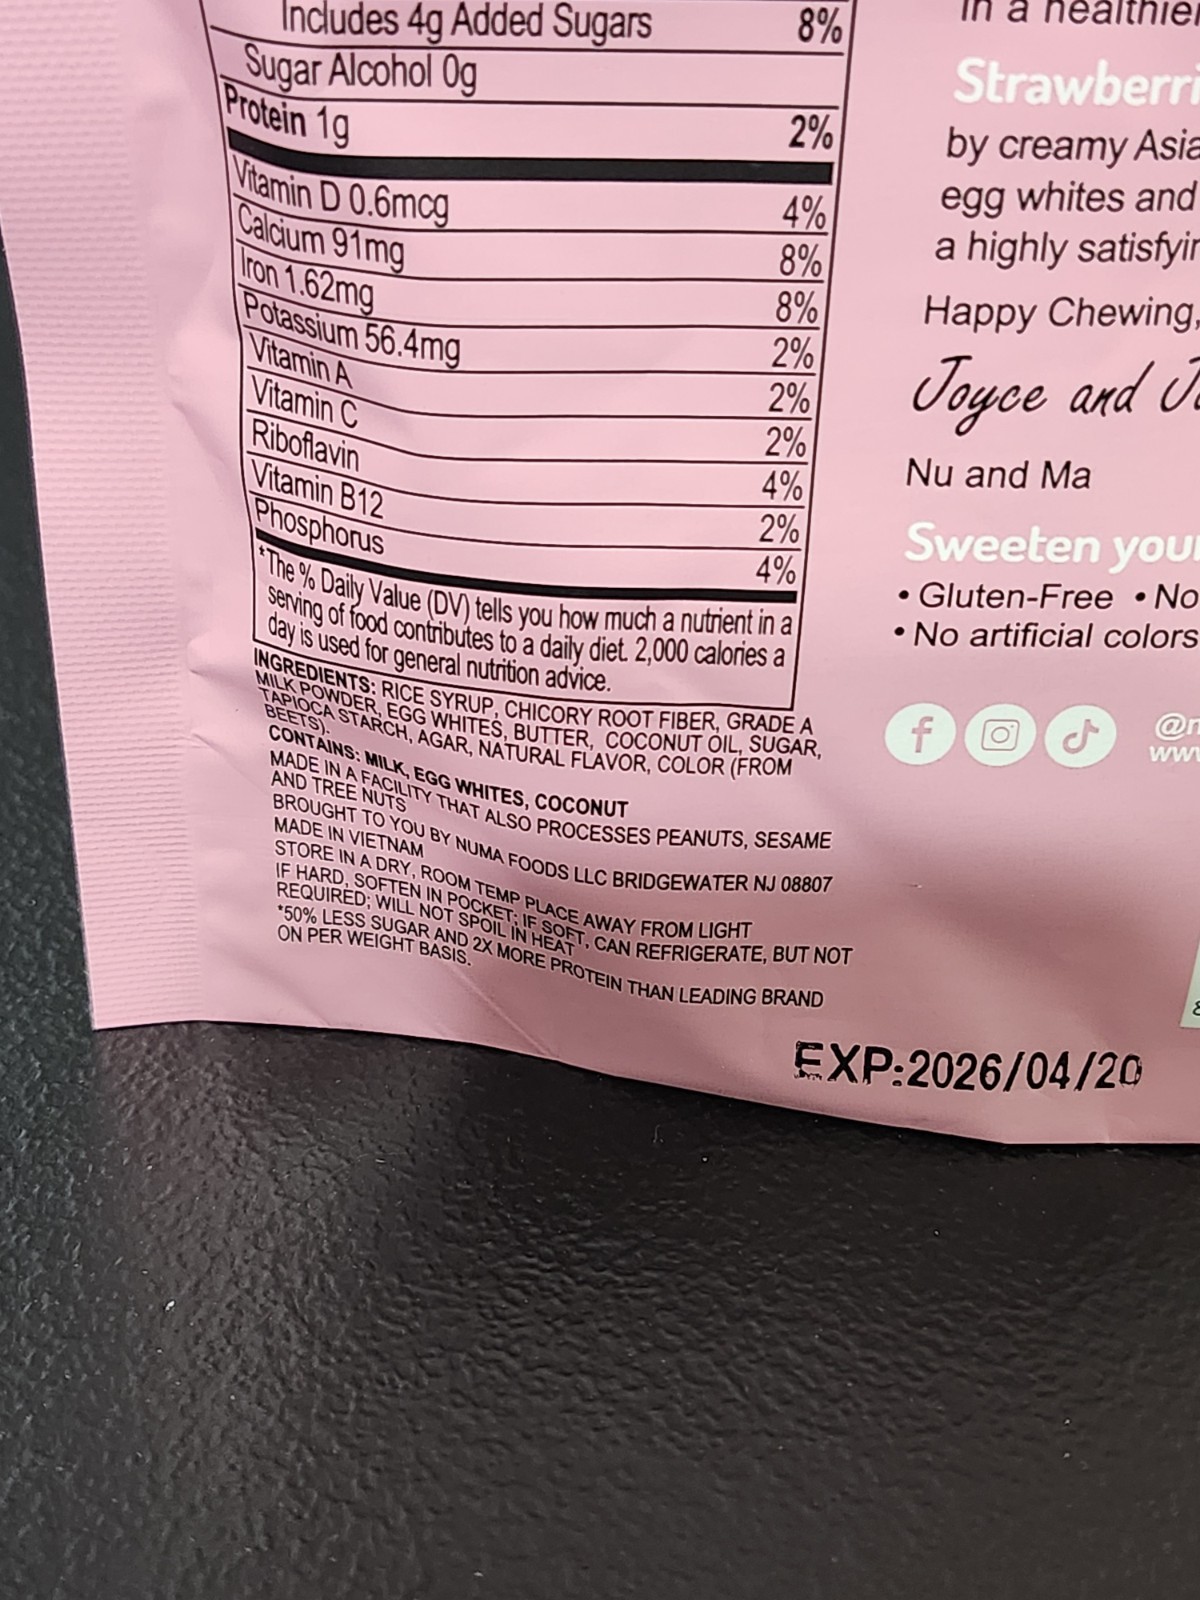 Includes 4g Added Sugars 8%
Sugar Alcohol 0g
Protein 1g 2%
Vitamin D 0.6mcg 4%
Calcium 91mg 8%
Iron 1.62mg 8%
Potassium 56.4mg 2%
Vitamin A 2%
Vitamin C 2%
Riboflavin 4%
Vitamin B12 2%
Phosphorus 4%
*The % Daily Value (DV) tells you how much a nutrient in a
serving of food contributes to a daily diet. 2,000 calories a
day is used for general nutrition advice.
INGREDIENTS: RICE SYRUP, CHICORY ROOT FIBER, GRADE A
MILK POWDER, EGG WHITES, BUTTER, COCONUT OIL, SUGAR,
TAPIOCA STARCH, AGAR, NATURAL FLAVOR, COLOR (FROM
BEETS).
CONTAINS: MILK, EGG WHITES, COCONUT
MADE IN A FACILITY THAT ALSO PROCESSES PEANUTS, SESAME
AND TREE NUTS
BROUGHT TO YOU BY NUMA FOODS LLC BRIDGEWATER NJ 08807
MADE IN VIETNAM
STORE IN A DRY, ROOM TEMP PLACE AWAY FROM LIGHT
IF HARD, SOFTEN IN POCKET; IF SOFT, CAN REFRIGERATE, BUT NOT
REQUIRED; WILL NOT SPOIL IN HEAT
*50% LESS SUGAR AND 2X MORE PROTEIN THAN LEADING BRAND
ON PER WEIGHT BASIS.
in a healthier
Strawberri
by creamy Asia
egg whites and
a highly satisfyin
Happy Chewing,
Joyce and
Nu and Ma
Sweeten your
• Gluten-Free • No
• No artificial colors
EXP:2026/04/20